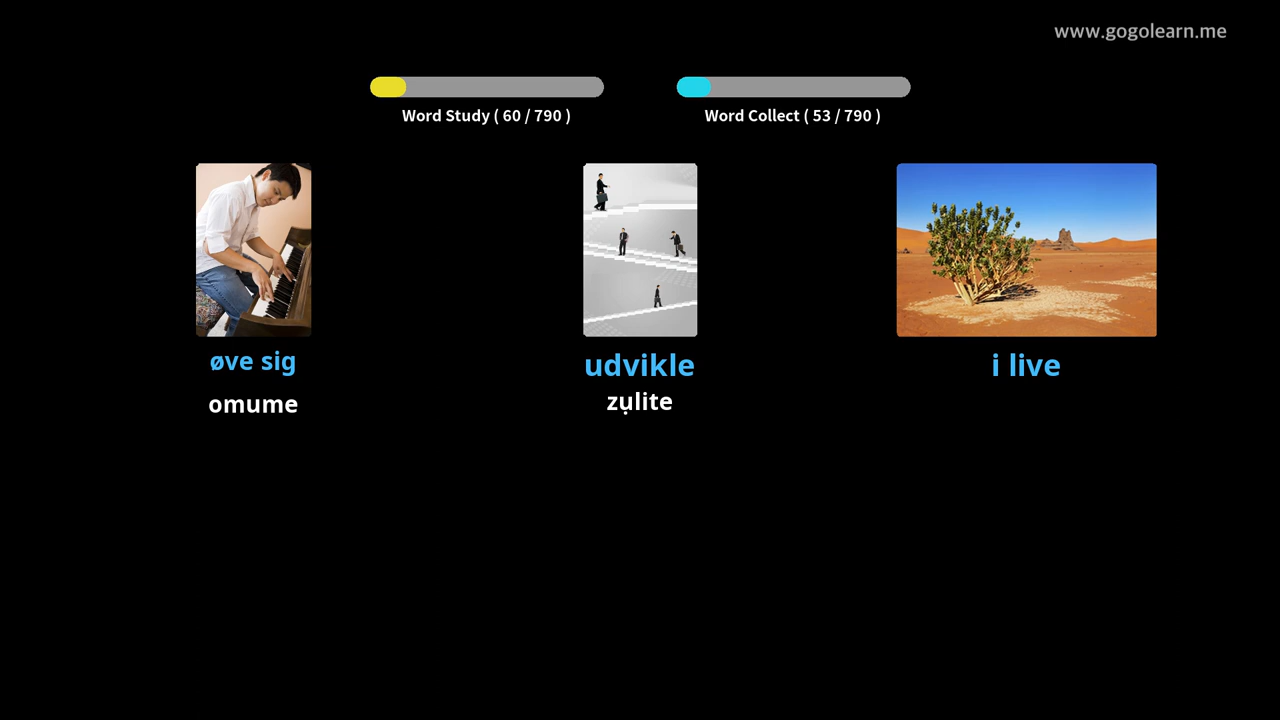 www.gogolearn.me
Word Study ( 60 / 790 )
Word Collect ( 53 / 790 )
øve sig
omume
udvikle
zụlite
i live